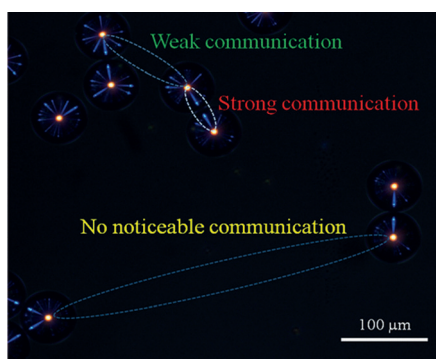 Weak communication
Strong communication
No noticeable communication
100 μm